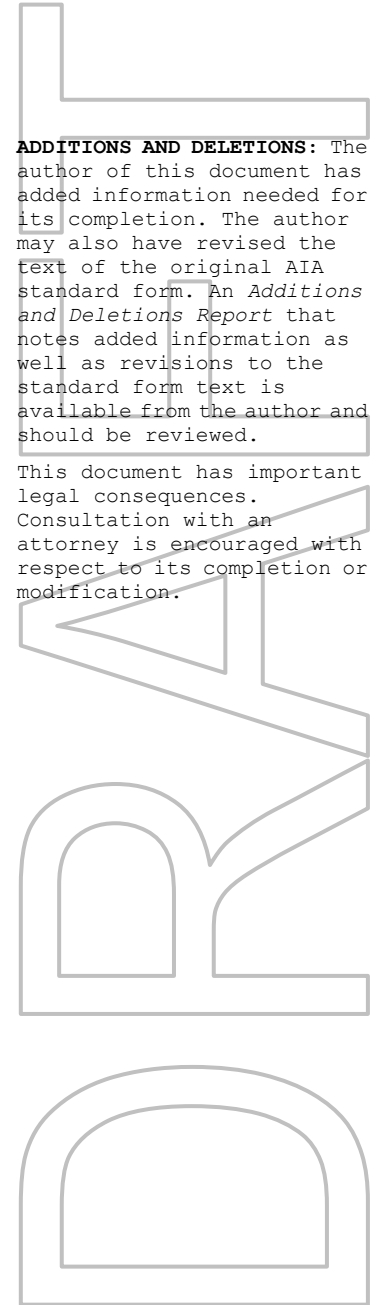 ADDITIONS AND DELETIONS: The
author of this document has
added information needed for
its completion. The author
may also have revised the
text of the original AIA
standard form. An Additions
and Deletions Report that
notes added information as
well as revisions to the
standard form text is
available from the author and
should be reviewed.
This document has important
legal consequences.
Consultation with an
attorney is encouraged with
respect to its completion or
modification.
DRAFT